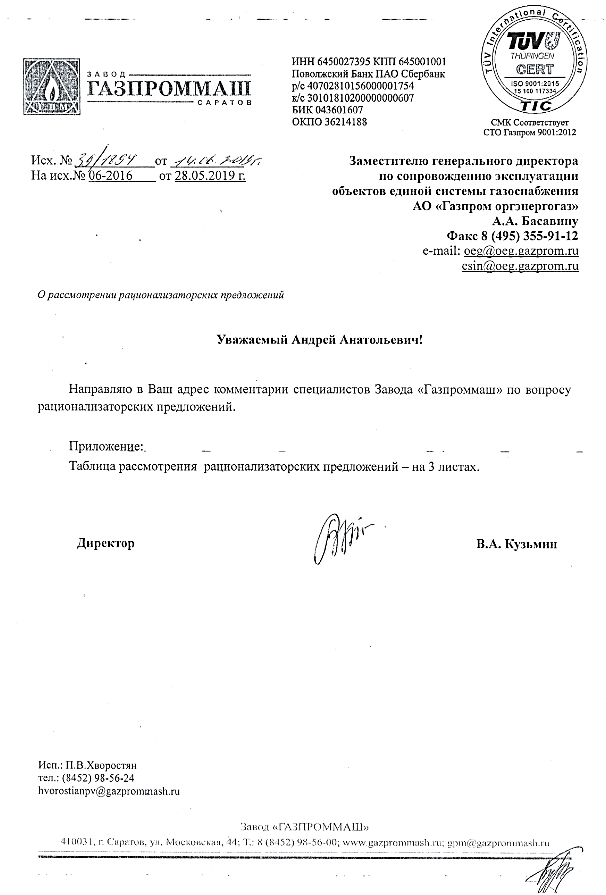 ЗАВОД
ГАЗПРОММАШ
САРАТОВ
ИНН 6450027395 КПП 645001001
Поволжский Банк ПАО Сбербанк
р/с 40702810156000001754
к/с 30101810200000000607
БИК 043601607
ОКПО 36214188
TÜV International Certification
TÜV
THÜRINGEN
CERT
ISO 9001:2015
15 100 117334
TIC
СМК Соответствует
СТО Газпром 9001:2012
Исх. № 39/1254 от 14.06.2019г.
На исх.№ 06-2016 от 28.05.2019 г.
Заместителю генерального директора
по сопровождению эксплуатации
объектов единой системы газоснабжения
АО «Газпром оргэнергогаз»
А.А. Басавину
Факс 8 (495) 355-91-12
e-mail: oeg@oeg.gazprom.ru
csin@oeg.gazprom.ru
О рассмотрении рационализаторских предложений
Уважаемый Андрей Анатольевич!
Направляю в Ваш адрес комментарии специалистов Завода «Газпроммаш» по вопросу
рационализаторских предложений.
Приложение:
Таблица рассмотрения рационализаторских предложений – на 3 листах.
Директор
В.А. Кузьмин
Исп.: П.В.Хворостян
тел.: (8452) 98-56-24
hvorostianpv@gazprommash.ru
Завод «ГАЗПРОММАШ»
410031, г. Саратов, ул. Московская, 44; Т.: 8 (8452) 98-56-00; www.gazprommash.ru; gpm@gazprommash.ru